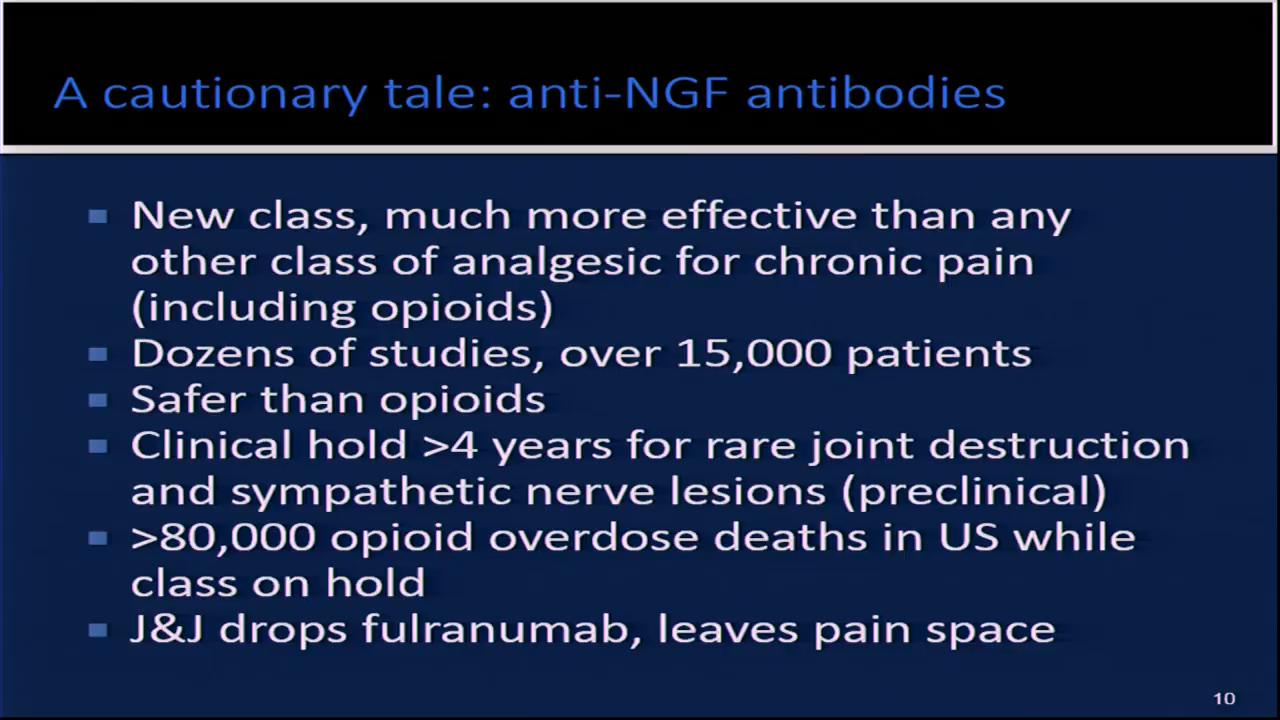 A cautionary tale: anti-NGF antibodies
New class, much more effective than any
other class of analgesic for chronic pain
(including opioids)
Dozens of studies, over 15,000 patients
Safer than opioids
Clinical hold >4 years for rare joint destruction
and sympathetic nerve lesions (preclinical)
>80,000 opioid overdose deaths in US while
class on hold
J&J drops fulranumab, leaves pain space
10